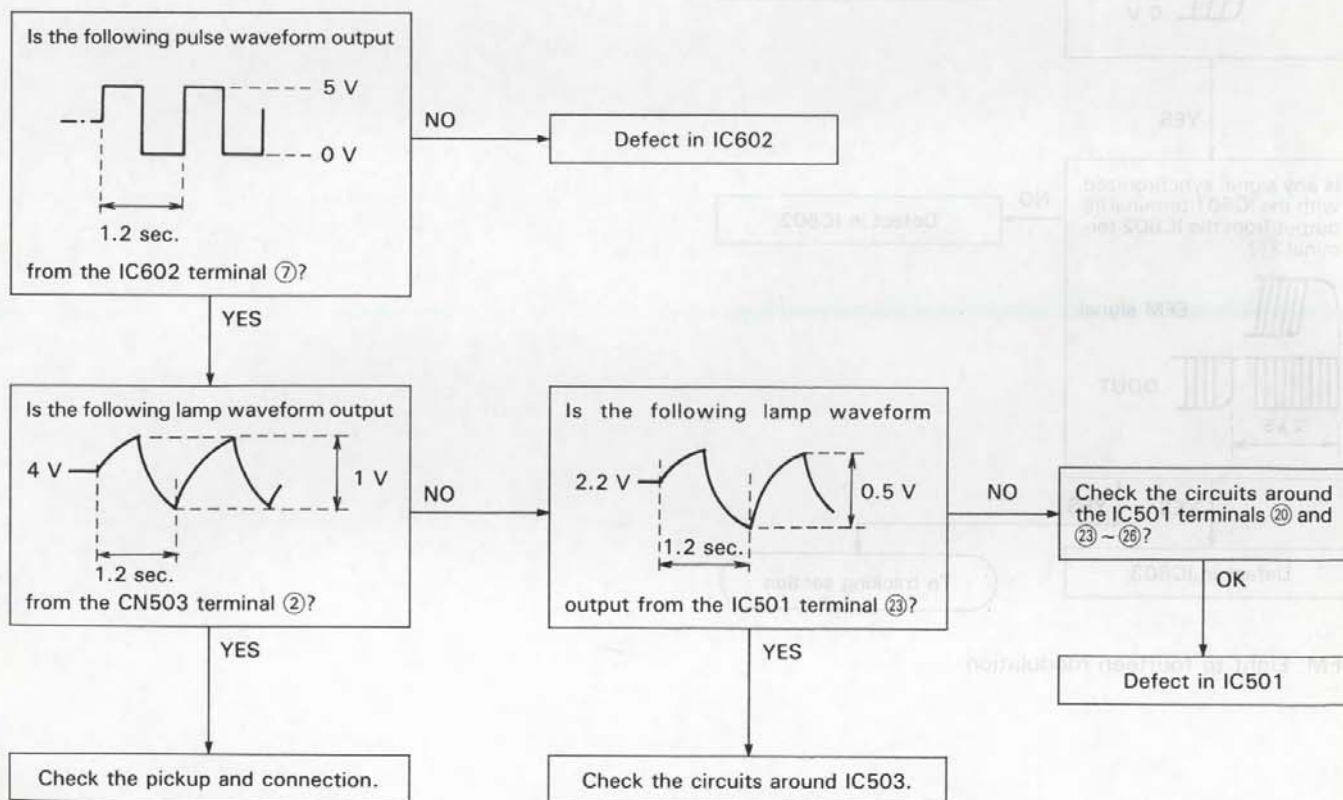 Is the following pulse waveform output
5 V
0 V
1.2 sec.
from the IC602 terminal ⑦?
NO
Defect in IC602
YES
Is the following lamp waveform output
4 V
1 V
1.2 sec.
from the CN503 terminal ②?
NO
Is the following lamp waveform
2.2 V
0.5 V
1.2 sec.
output from the IC501 terminal ㉓?
NO
Check the circuits around
the IC501 terminals ⑳ and
㉓ ~ ㉖?
OK
Defect in IC501
YES
Check the pickup and connection.
YES
Check the circuits around IC503.